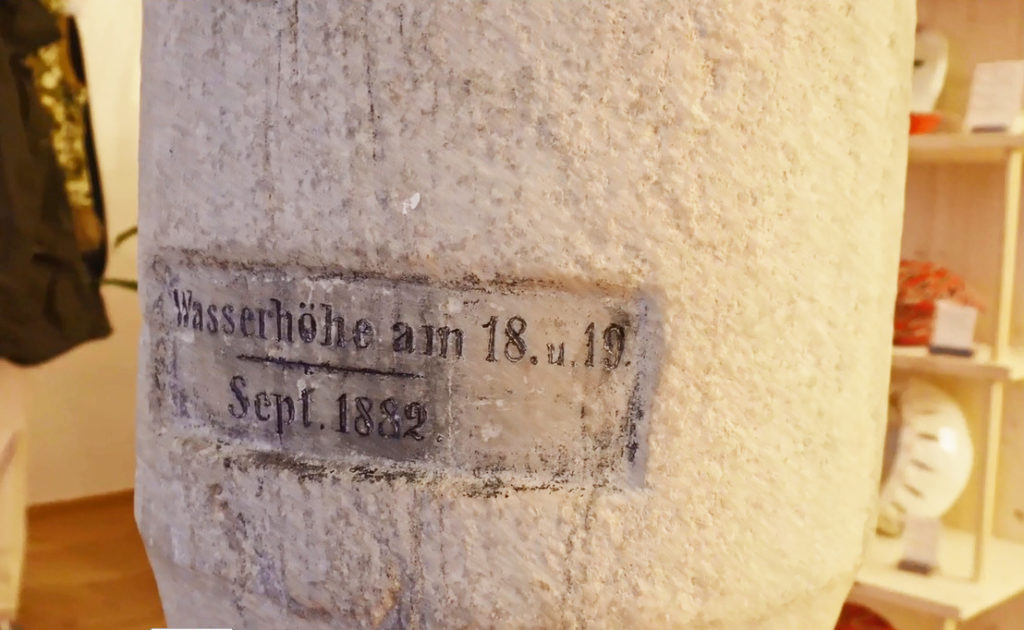 Wasserhöhe am 18. u. 19.
Sept. 1882.